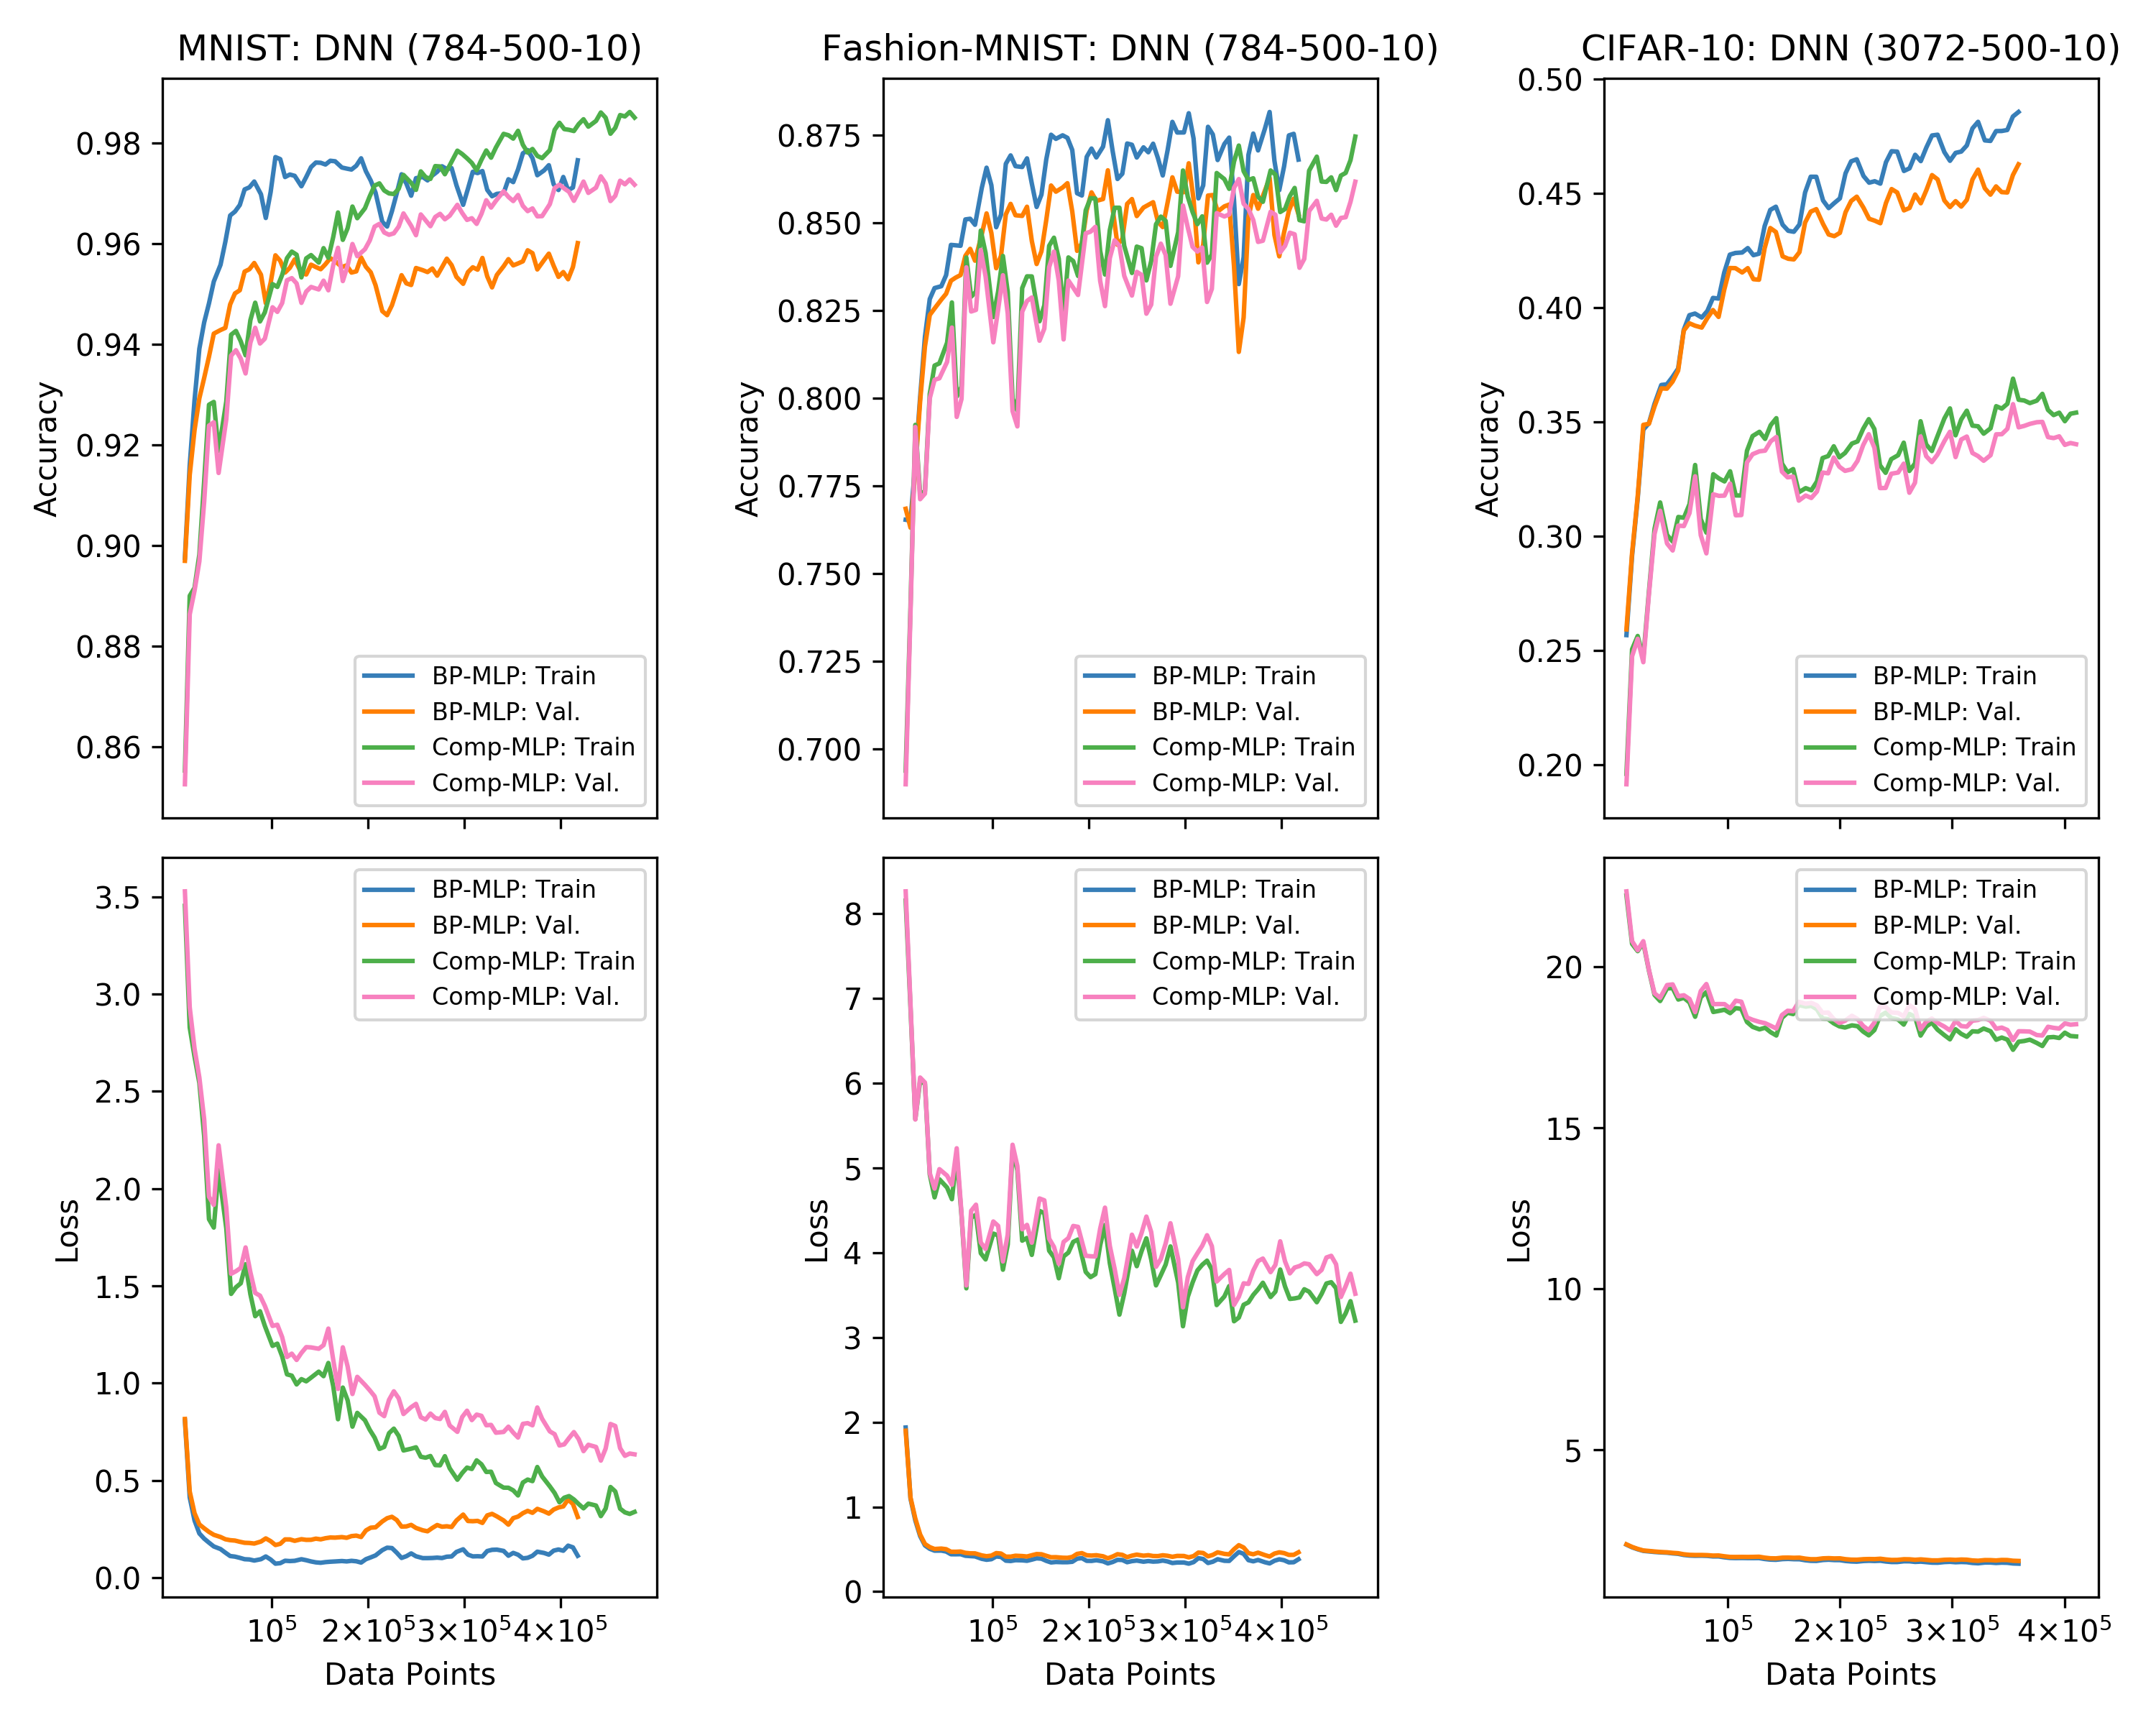 MNIST: DNN (784-500-10)
Accuracy
0.98
0.96
0.94
0.92
0.90
0.88
0.86
BP-MLP: Train
BP-MLP: Val.
Comp-MLP: Train
Comp-MLP: Val.
Fashion-MNIST: DNN (784-500-10)
Accuracy
0.875
0.850
0.825
0.800
0.775
0.750
0.725
0.700
BP-MLP: Train
BP-MLP: Val.
Comp-MLP: Train
Comp-MLP: Val.
CIFAR-10: DNN (3072-500-10)
Accuracy
0.50
0.45
0.40
0.35
0.30
0.25
0.20
BP-MLP: Train
BP-MLP: Val.
Comp-MLP: Train
Comp-MLP: Val.
Loss
3.5
3.0
2.5
2.0
1.5
1.0
0.5
0.0
BP-MLP: Train
BP-MLP: Val.
Comp-MLP: Train
Comp-MLP: Val.
10⁵ 2×10⁵ 3×10⁵ 4×10⁵
Data Points
Loss
8
7
6
5
4
3
2
1
0
BP-MLP: Train
BP-MLP: Val.
Comp-MLP: Train
Comp-MLP: Val.
10⁵ 2×10⁵ 3×10⁵ 4×10⁵
Data Points
Loss
20
15
10
5
BP-MLP: Train
BP-MLP: Val.
Comp-MLP: Train
Comp-MLP: Val.
10⁵ 2×10⁵ 3×10⁵ 4×10⁵
Data Points